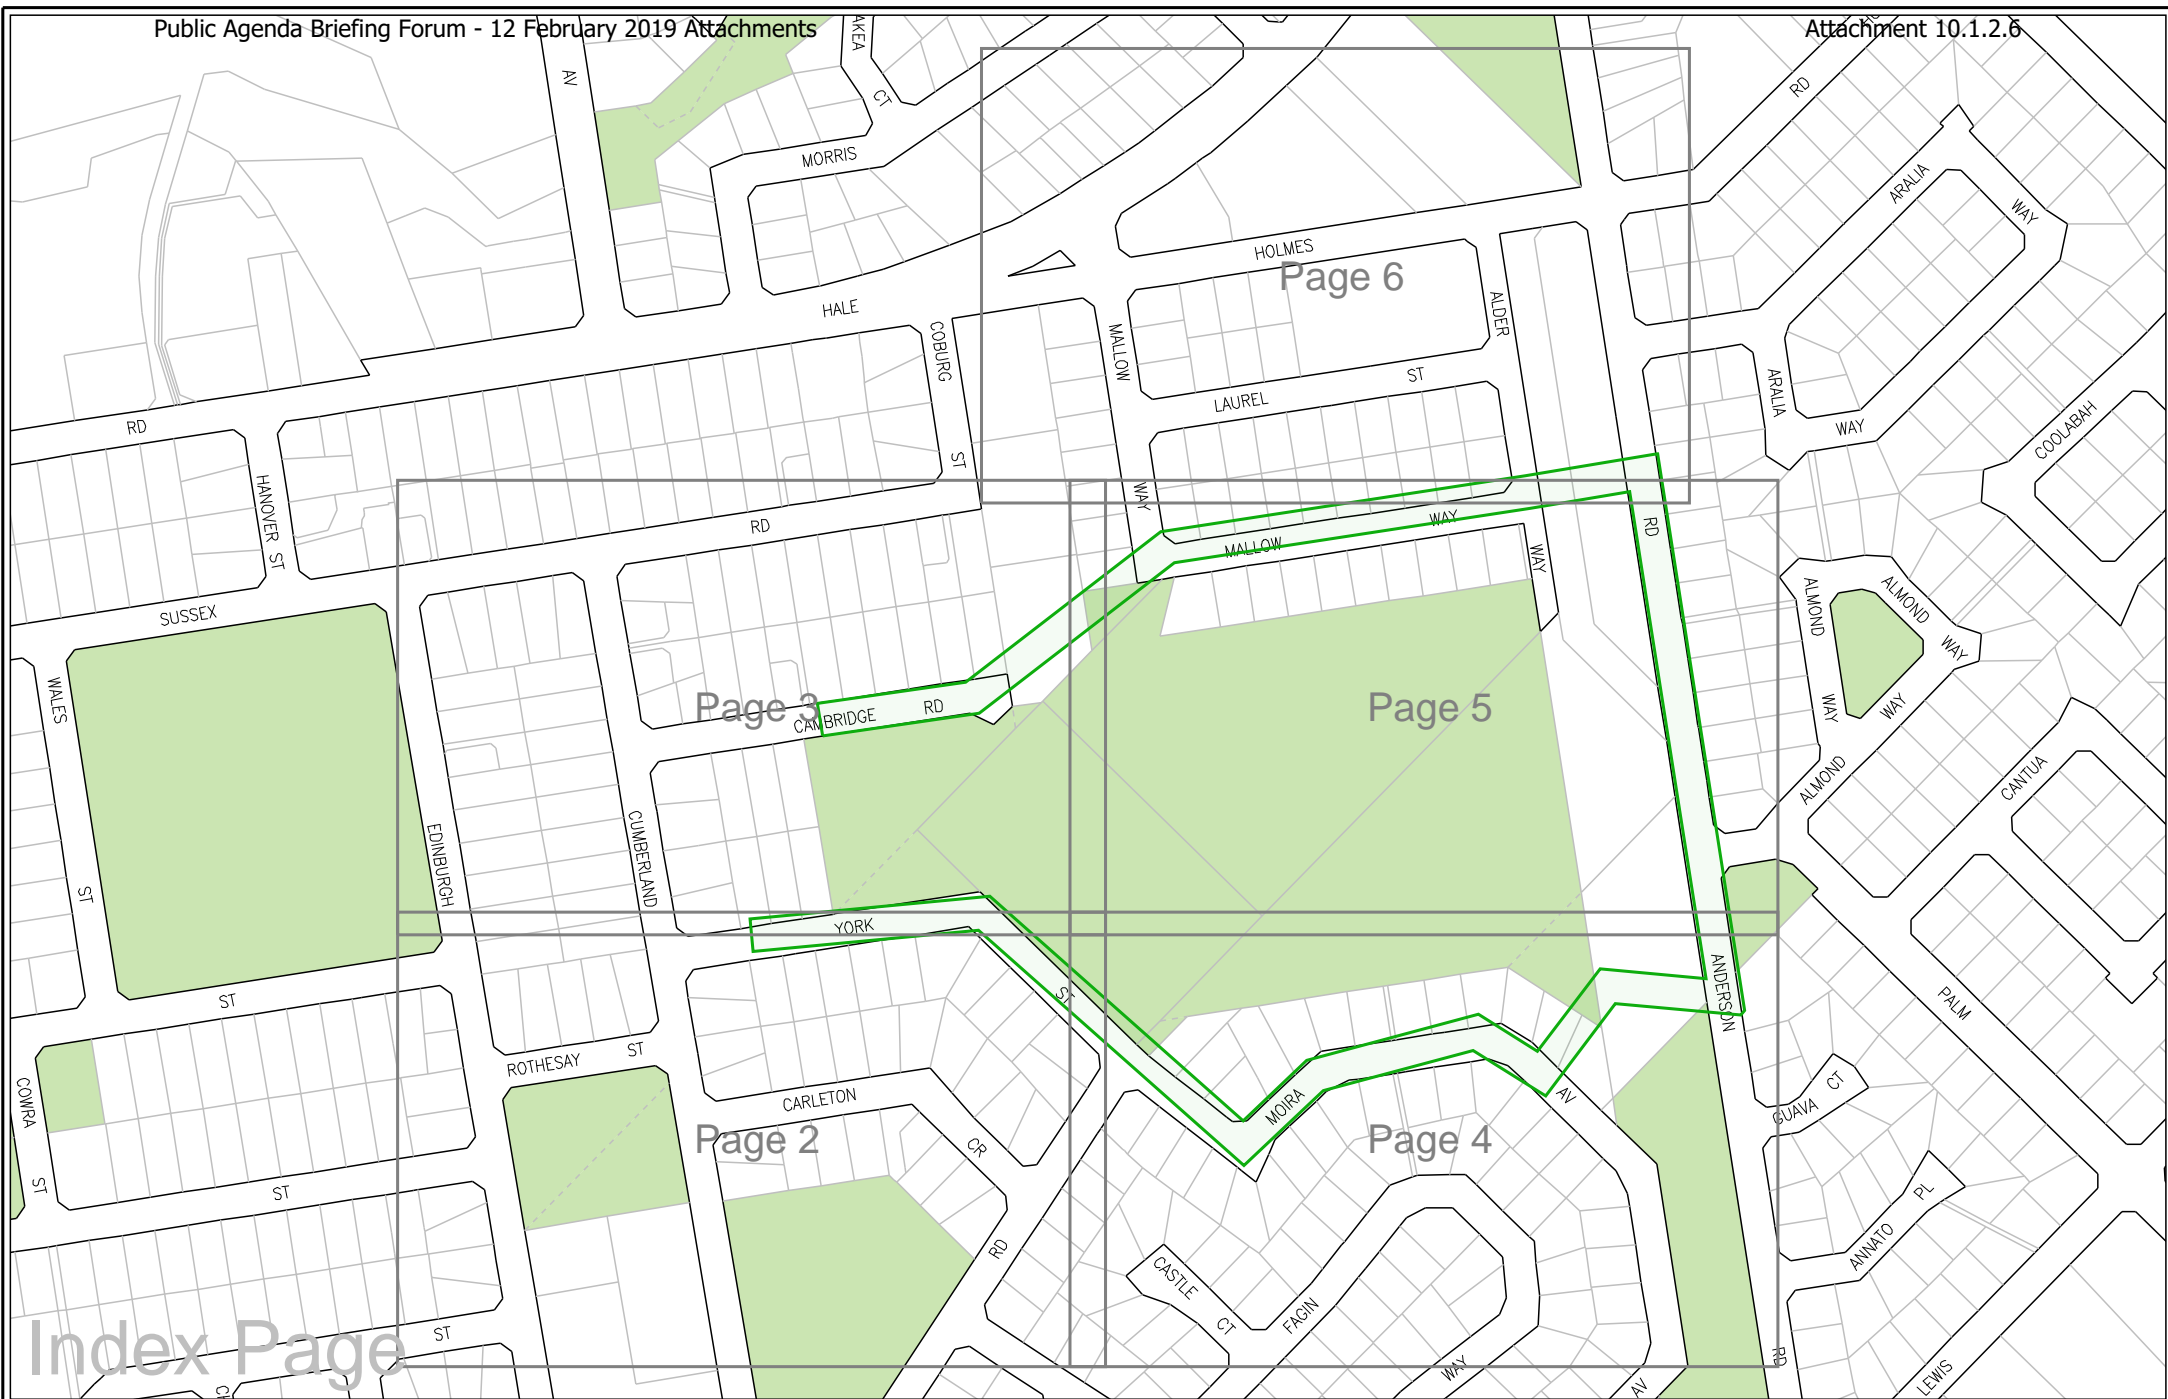 Public Agenda Briefing Forum - 12 February 2019 Attachments
Attachment 10.1.2.6
AKEA
AV
CT
RD
MORRIS
ARALIA
WAY
HOLMES
Page 6
HALE
ALDER
COBURG
MALLOW
ST
LAUREL
ARALIA
RD
WAY
COOLABAH
ST
HANOVER ST
WAY
RD
WAY
RD
MALLOW
WAY
SUSSEX
ALMOND
ALMOND
WAY
WALES
Page 3
CAMBRIDGE
RD
Page 5
WAY
WAY
ALMOND
CANTUA
EDINBURGH
CUMBERLAND
ST
YORK
ST
ST
ANDERSON
PALM
ROTHESAY
ST
COWRA
CARLETON
MOIRA
AV
CT
GUAVA
Page 2
CR
Page 4
ST
ST
PL
RD
ANNATO
CASTLE
CT
FAGIN
Index Page
ST
WAY
RD
AV
LEWIS